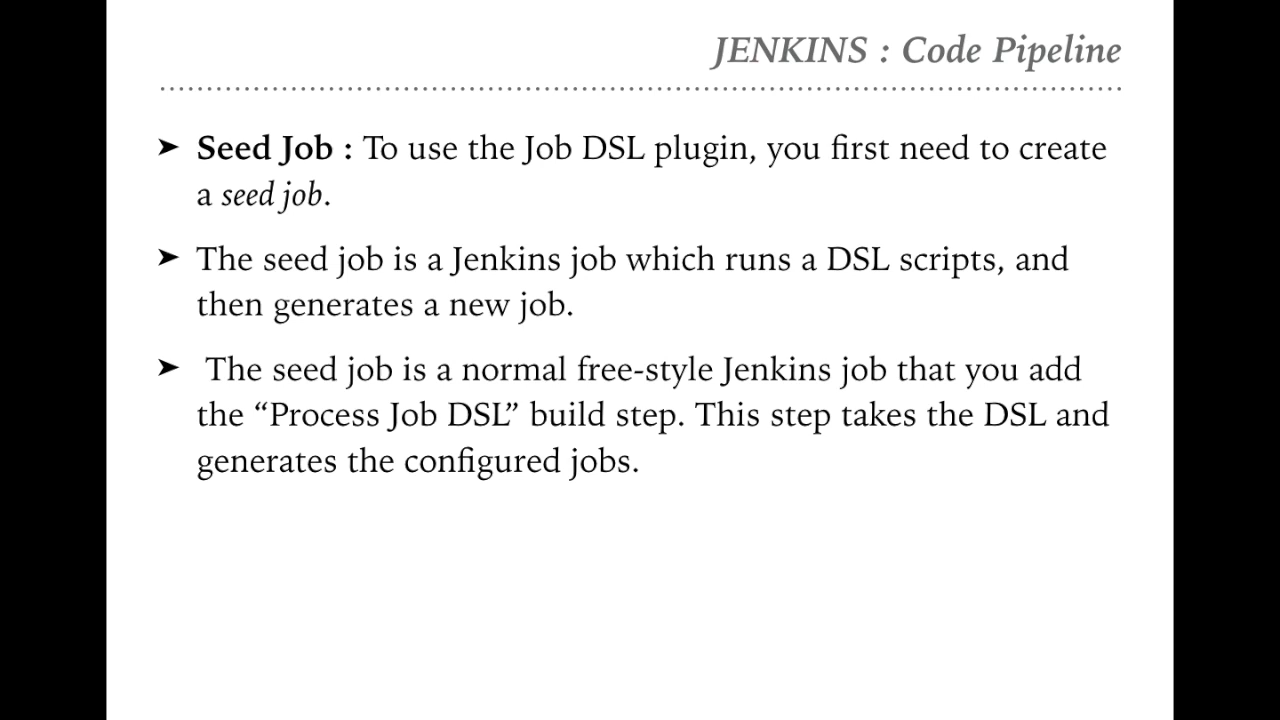 JENKINS : Code Pipeline
➤ Seed Job : To use the Job DSL plugin, you first need to create
a seed job.
➤ The seed job is a Jenkins job which runs a DSL scripts, and
then generates a new job.
➤ The seed job is a normal free-style Jenkins job that you add
the “Process Job DSL” build step. This step takes the DSL and
generates the configured jobs.